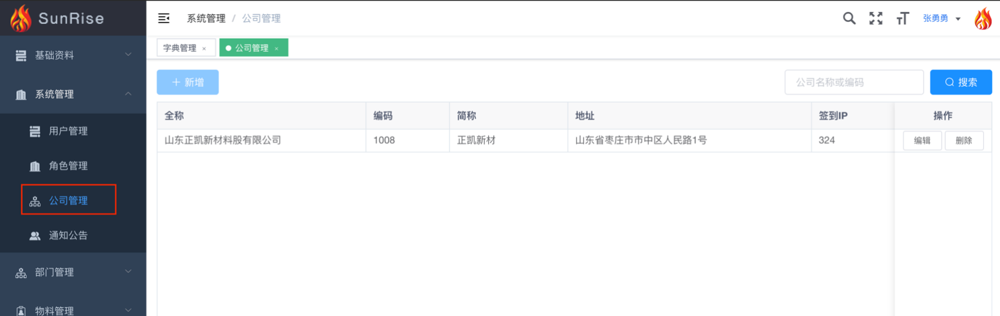 SunRise
系统管理 / 公司管理
张勇勇
字典管理 ×
公司管理 ×
基础资料
系统管理
用户管理
角色管理
公司管理
通知公告
部门管理
物料管理
+ 新增
公司名称或编码
搜索
全称 编码 简称 地址 签到IP 操作
山东正凯新材料股有限公司 1008 正凯新材 山东省枣庄市市中区人民路1号 324 编辑 删除